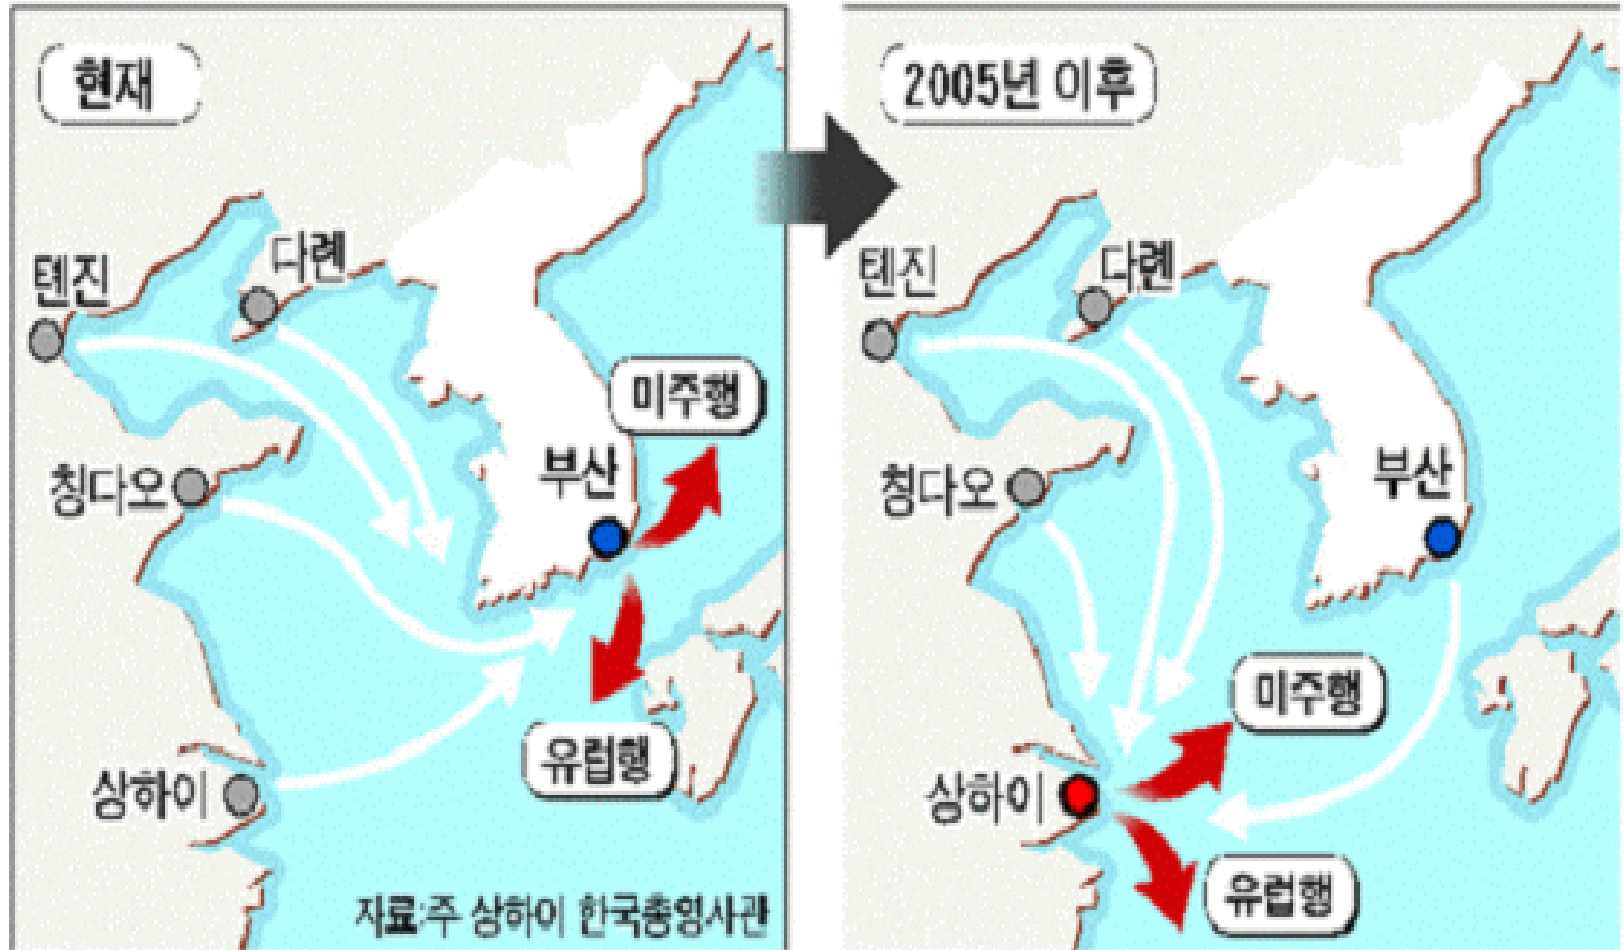 현재
텐진
다롄
칭다오
상하이
부산
미주행
유럽행
자료:주 상하이 한국총영사관
2005년 이후
텐진
다롄
칭다오
상하이
부산
미주행
유럽행